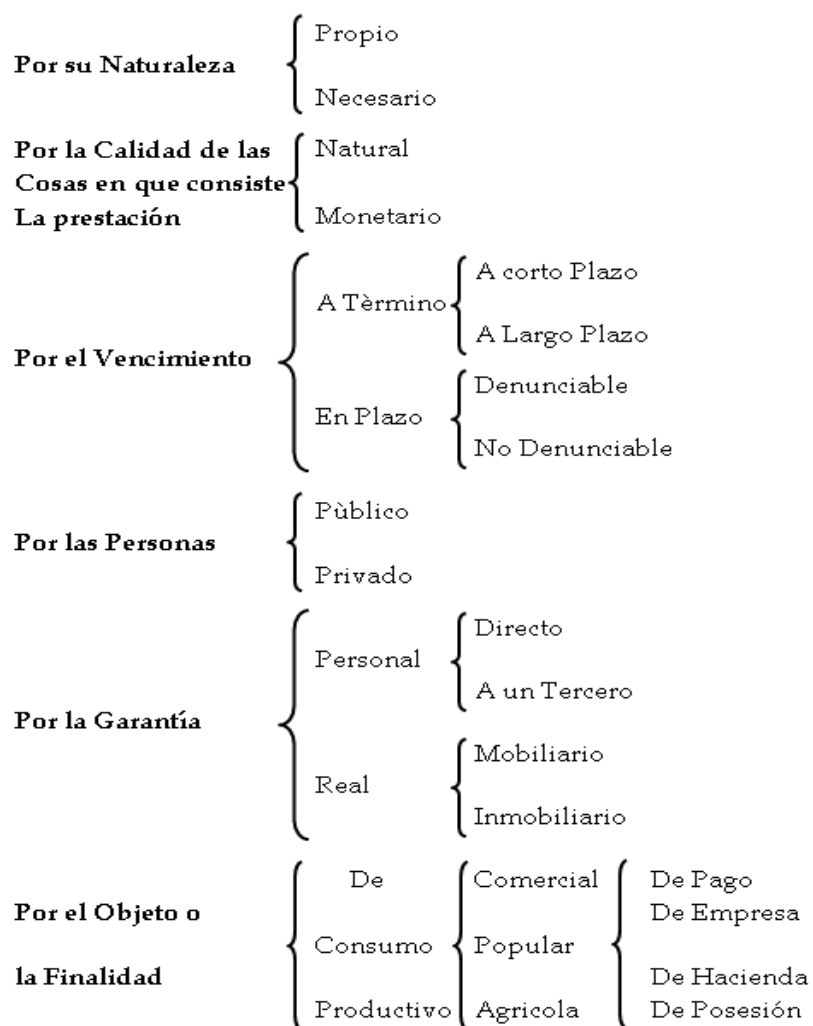 Propio
Por su Naturaleza
Necesario
Por la Calidad de las Natural
Cosas en que consiste
La prestación Monetario
A corto Plazo
A Tèrmino
A Largo Plazo
Por el Vencimiento
Denunciable
En Plazo
No Denunciable
Pùblico
Por las Personas
Privado
Directo
Personal
A un Tercero
Por la Garantía
Mobiliario
Real
Inmobiliario
De Comercial De Pago
Por el Objeto o De Empresa
Consumo Popular
la Finalidad De Hacienda
Productivo Agricola De Posesión